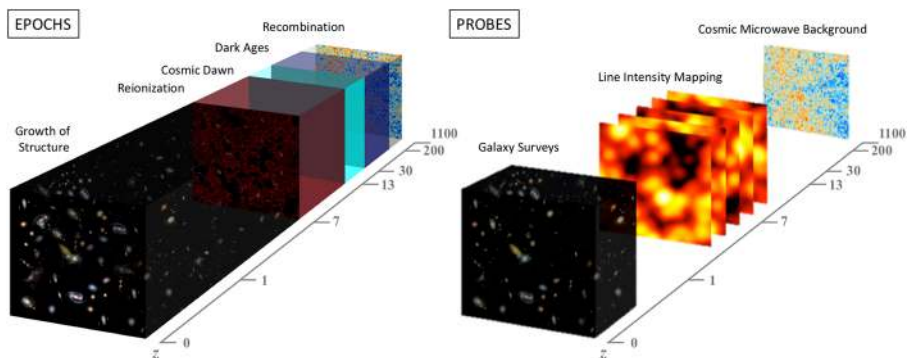 EPOCHS
Recombination
Dark Ages
Cosmic Dawn
Reionization
Growth of
Structure
1100
200
30
13
7
1
0
z
PROBES
Cosmic Microwave Background
Line Intensity Mapping
Galaxy Surveys
1100
200
30
13
7
1
0
z